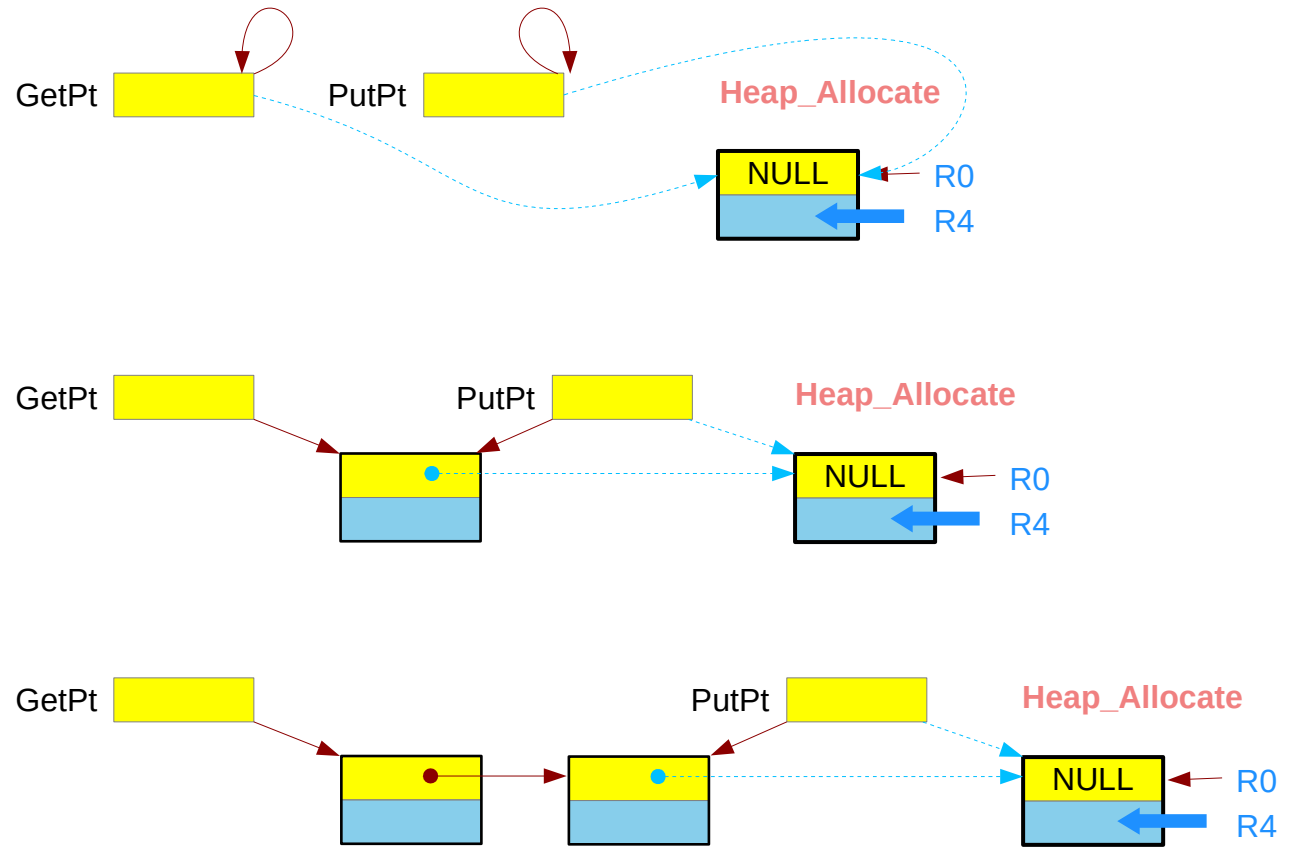 GetPt
PutPt
Heap_Allocate
NULL
R0
R4
GetPt
PutPt
Heap_Allocate
NULL
R0
R4
GetPt
PutPt
Heap_Allocate
NULL
R0
R4